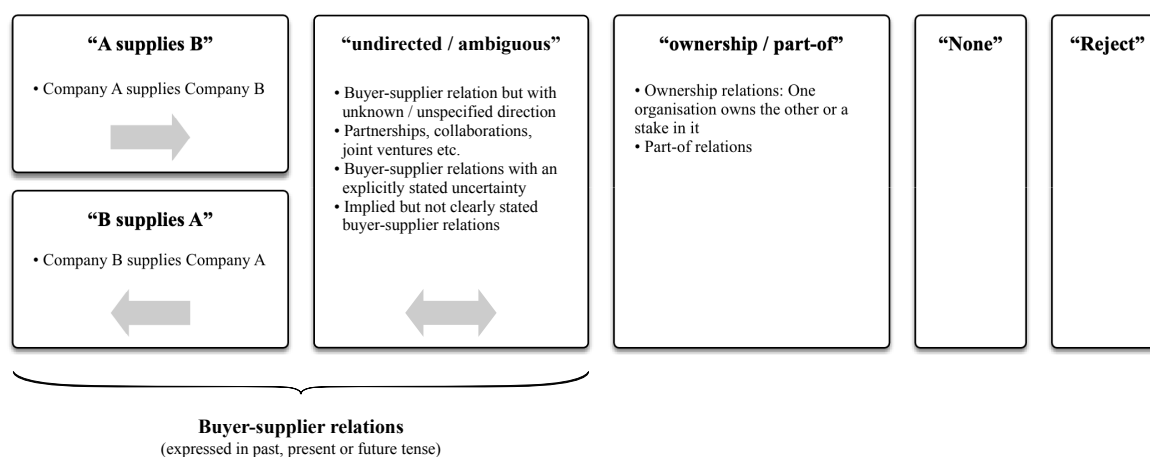 “A supplies B”
• Company A supplies Company B
“B supplies A”
• Company B supplies Company A
“undirected / ambiguous”
• Buyer-supplier relation but with
unknown / unspecified direction
• Partnerships, collaborations,
joint ventures etc.
• Buyer-supplier relations with an
explicitly stated uncertainty
• Implied but not clearly stated
buyer-supplier relations
“ownership / part-of”
• Ownership relations: One
organisation owns the other or a
stake in it
• Part-of relations
“None”
“Reject”
Buyer-supplier relations
(expressed in past, present or future tense)